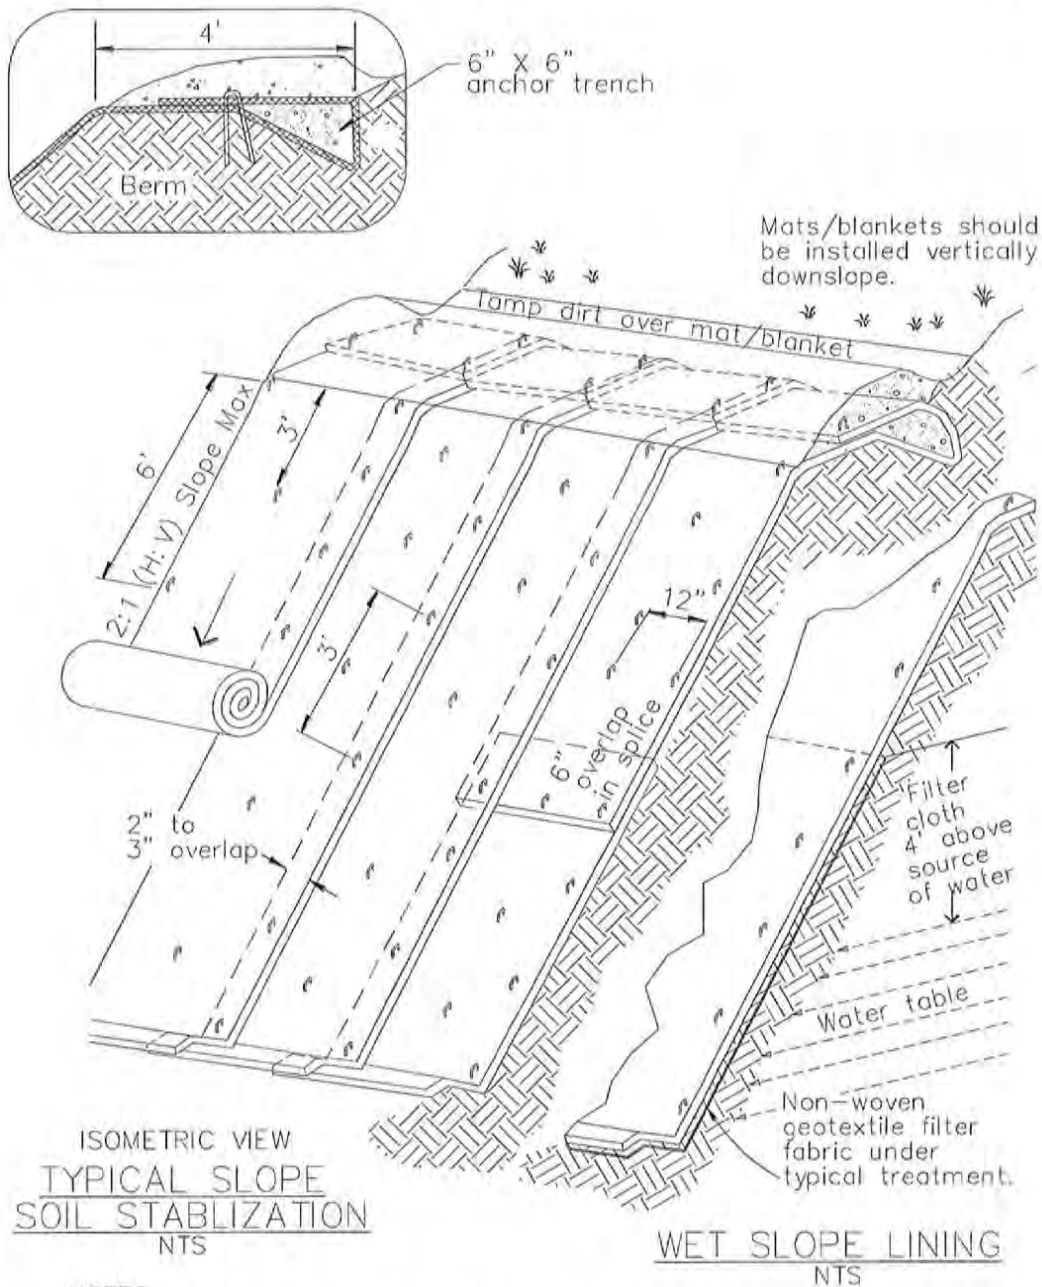 4'
6" X 6"
anchor trench
Berm
Mats/blankets should
be installed vertically
downslope.
Tamp dirt over mat/blanket
6'
2:1 (H: V) Slope Max
3"
3'
12"
6"
overlap
in splice
2" to
3" overlap
Filter
cloth
4' above
source
of water
Water table
Non-woven
geotextile filter
fabric under
typical treatment.
ISOMETRIC VIEW
TYPICAL SLOPE
SOIL STABLIZATION
NTS
WET SLOPE LINING
NTS